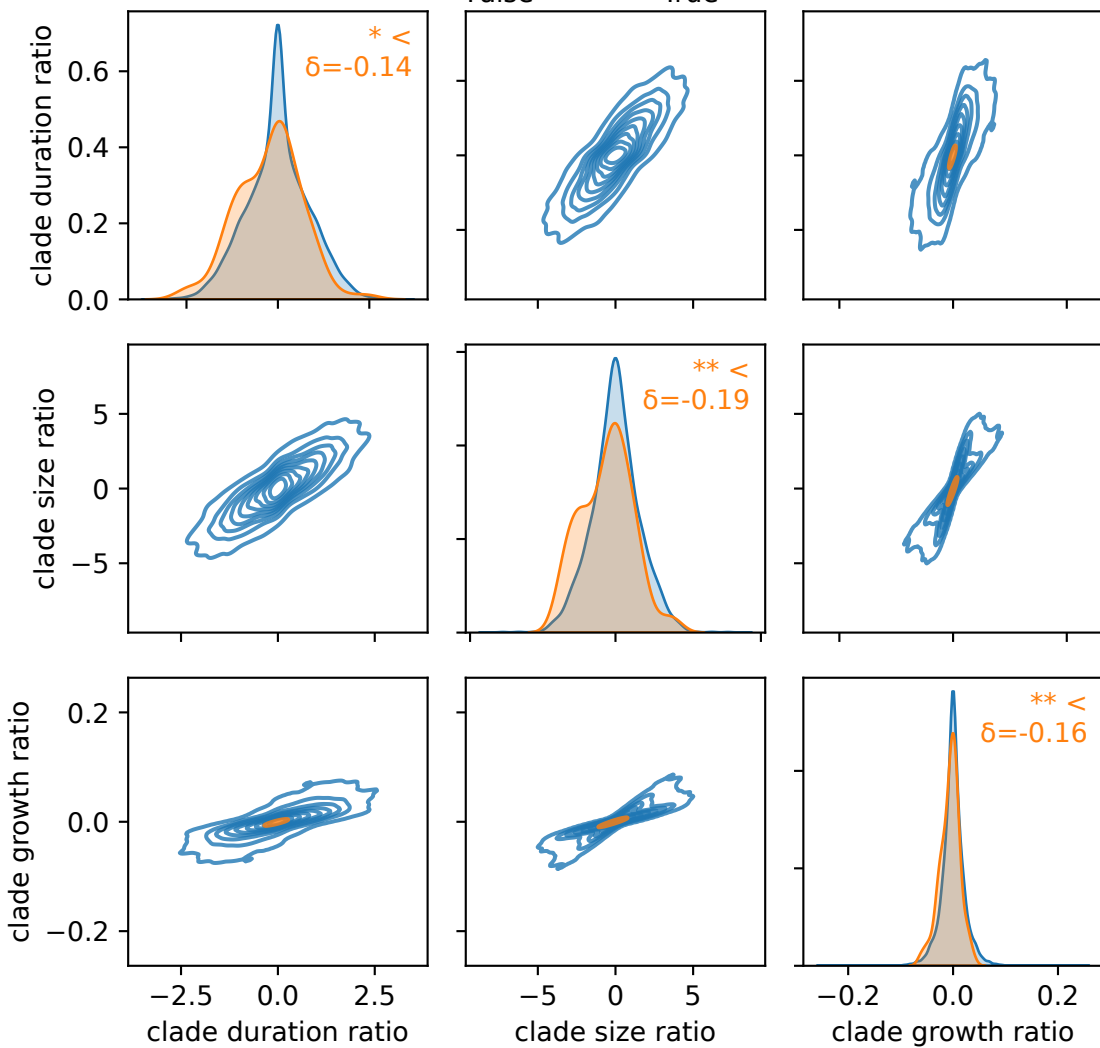 True
* <
δ=-0.14
clade duration ratio
0.6
0.4
0.2
0.0
** <
δ=-0.19
clade size ratio
5
0
−5
** <
δ=-0.16
clade growth ratio
0.2
0.0
−0.2
−2.5 0.0 2.5
−5 0 5
−0.2 0.0 0.2
clade duration ratio
clade size ratio
clade growth ratio